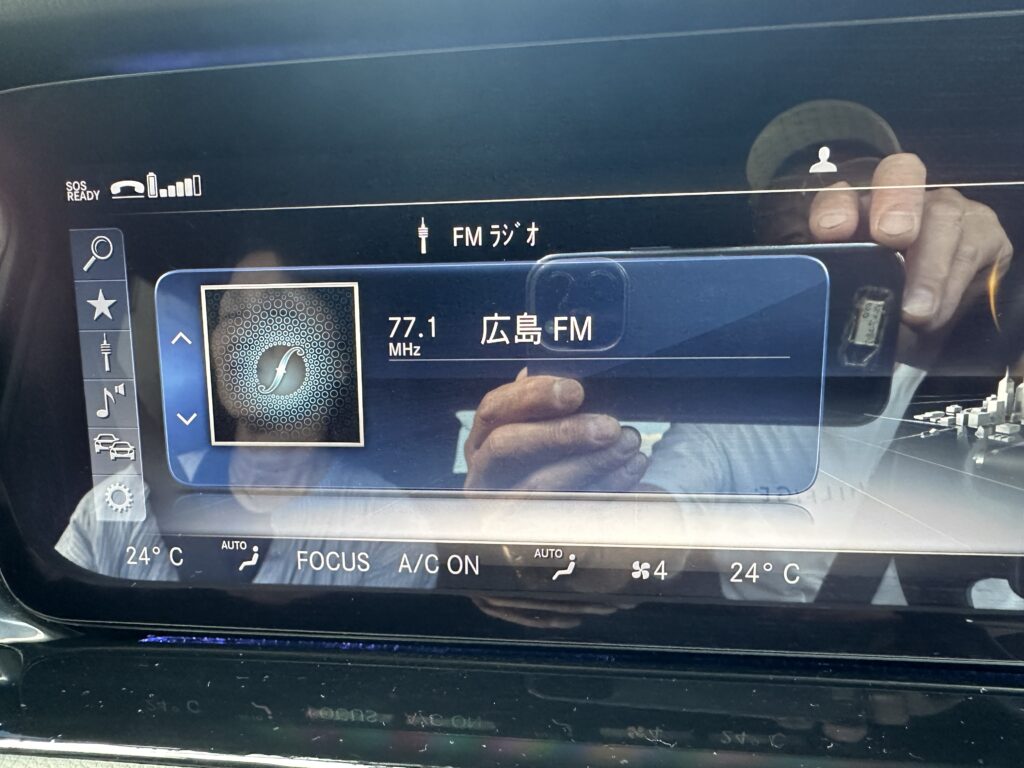 SOS
READY
FM ラジオ
77.1
MHz
広島 FM
24° C
AUTO
FOCUS
A/C ON
AUTO
4
24° C